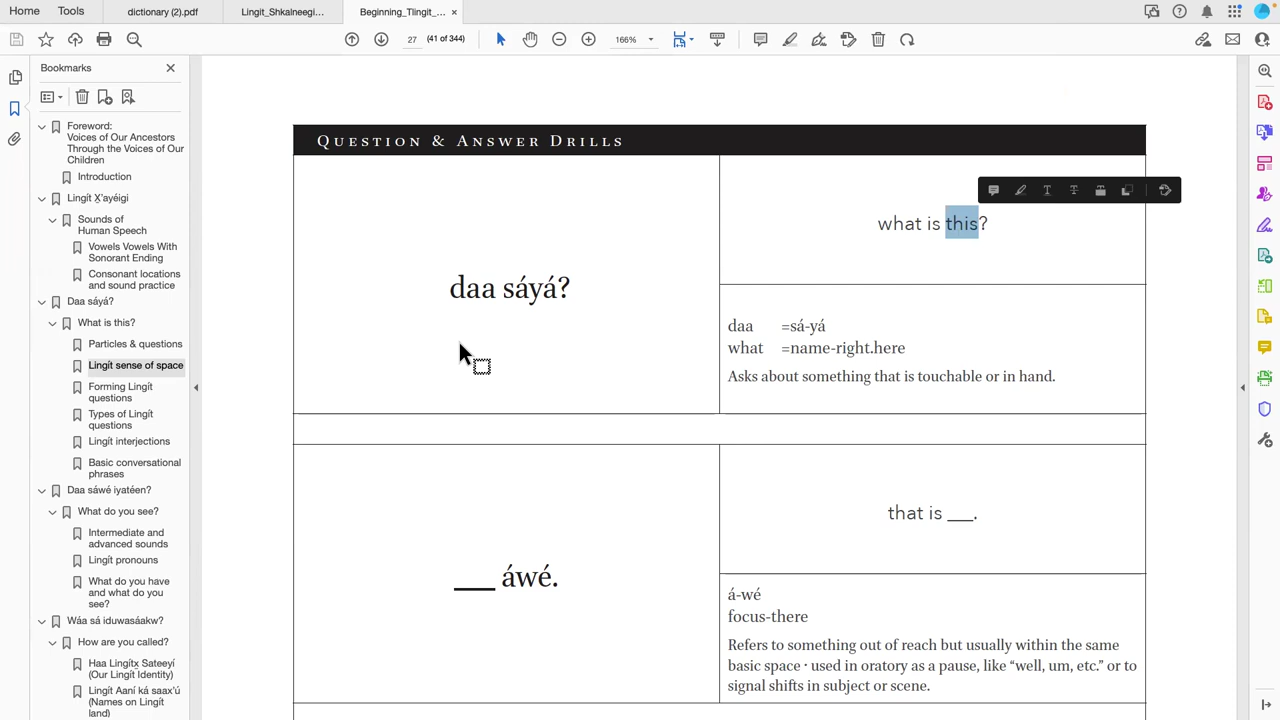 Home
Tools
dictionary (2).pdf
Lingit_Shkalneegi...
Beginning_Tlingit_...
27
(41 of 344)
166%
Bookmarks
Foreword:
Voices of Our Ancestors
Through the Voices of Our
Children
Introduction
Lingít X̱'ayéigi
Sounds of
Human Speech
Vowels Vowels With
Sonorant Ending
Consonant locations
and sound practice
Daa sáyá?
What is this?
Particles & questions
Lingít sense of space
Forming Lingít
questions
Types of Lingít
questions
Lingít interjections
Basic conversational
phrases
Daa sáwé iyatéen?
What do you see?
Intermediate and
advanced sounds
Lingít pronouns
What do you have
and what do you
see?
Wáa sá iduwasáakw?
How are you called?
Haa Lingítx Sateeyí
(Our Lingít Identity)
Lingít Aaní ká saax'ú
(Names on Lingít
land)
Question & Answer Drills
daa sáyá?
what is this?
daa =sá-yá
what =name-right.here
Asks about something that is touchable or in hand.
___ áwé.
that is ___.
á-wé
focus-there
Refers to something out of reach but usually within the same
basic space · used in oratory as a pause, like “well, um, etc.” or to
signal shifts in subject or scene.